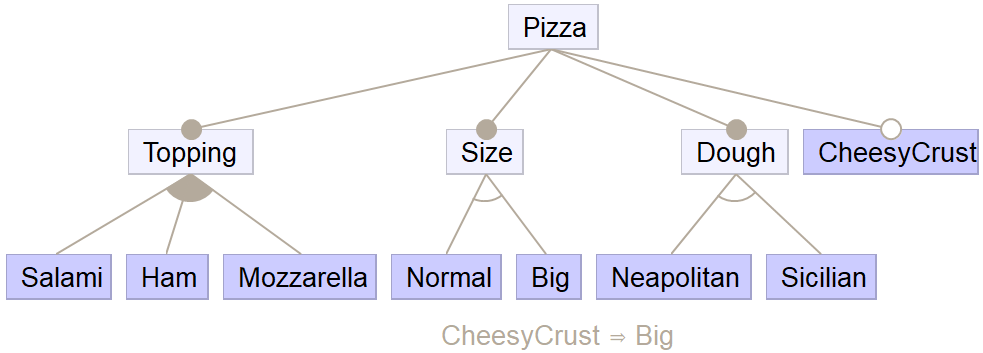 Pizza
Topping Size Dough CheesyCrust
Salami Ham Mozzarella Normal Big Neapolitan Sicilian
CheesyCrust ⇒ Big